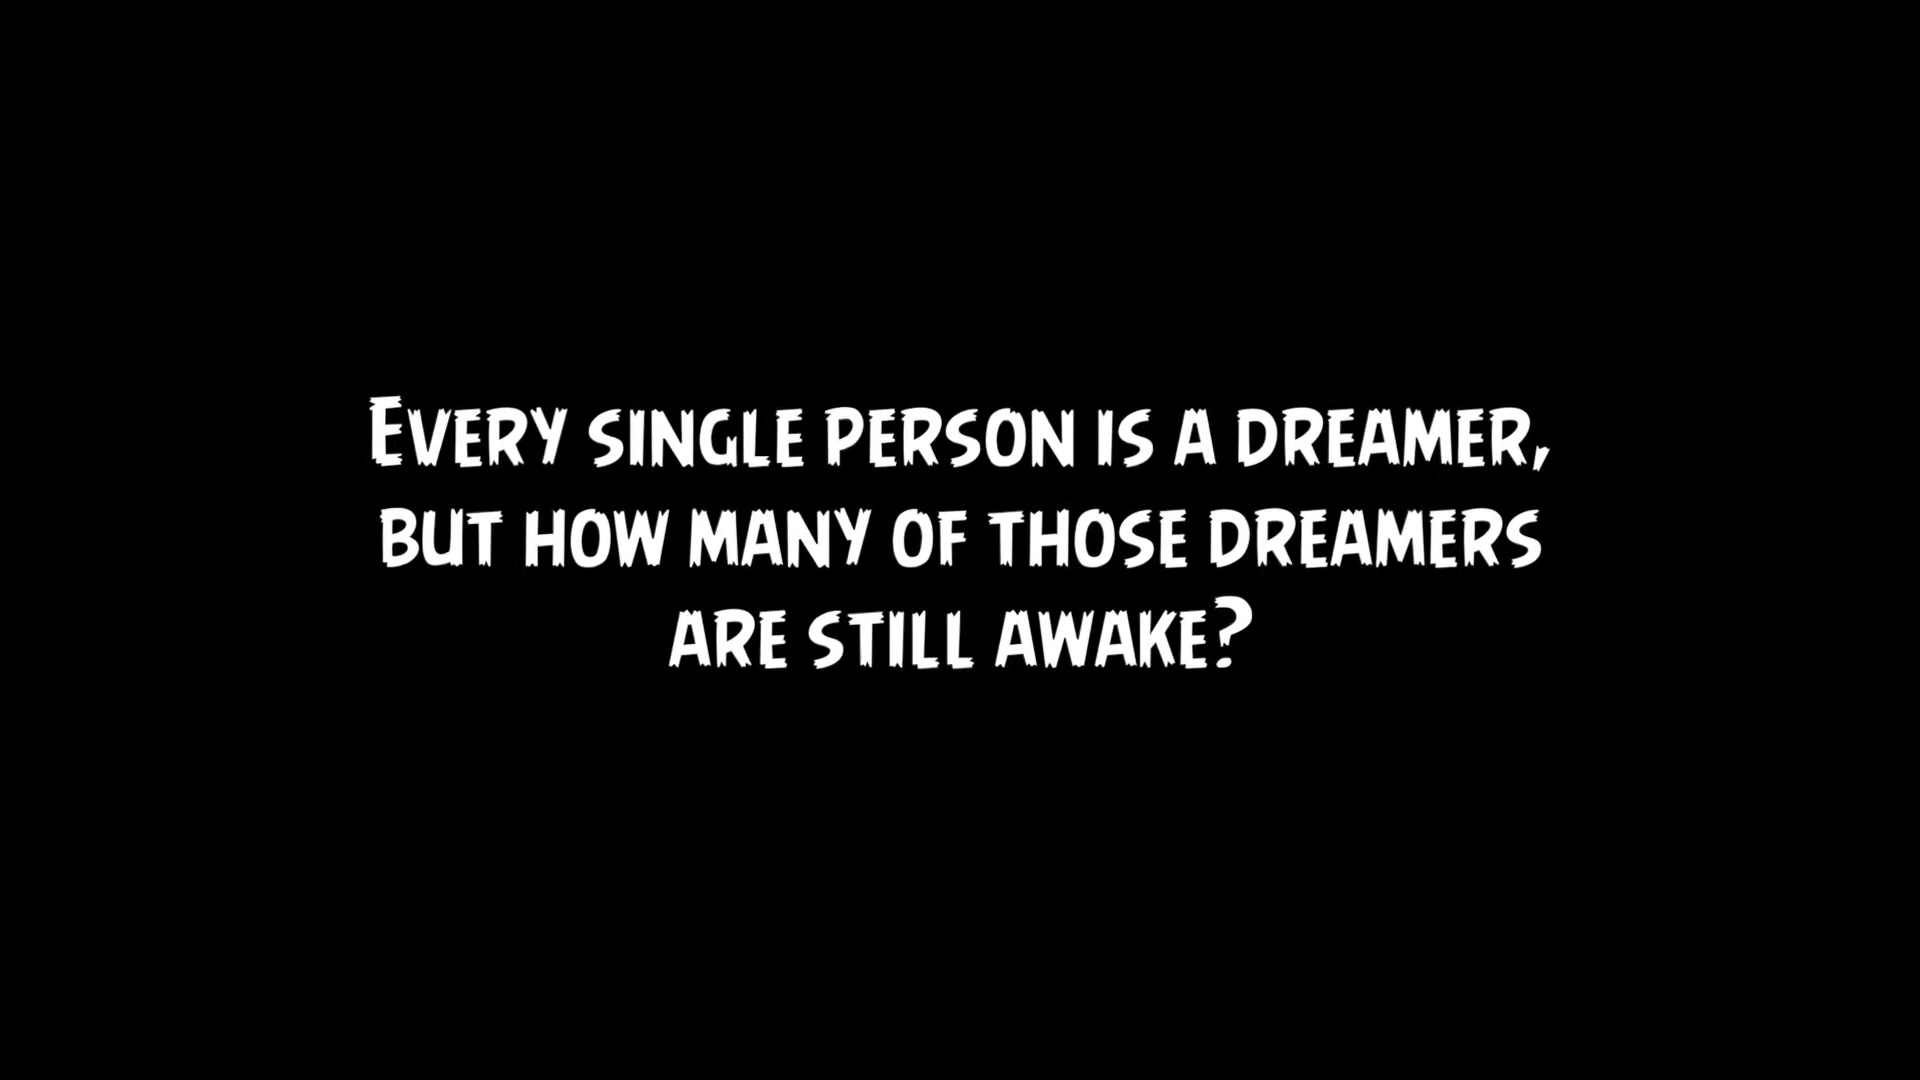 Every single person is a dreamer,
but how many of those dreamers
are still awake?